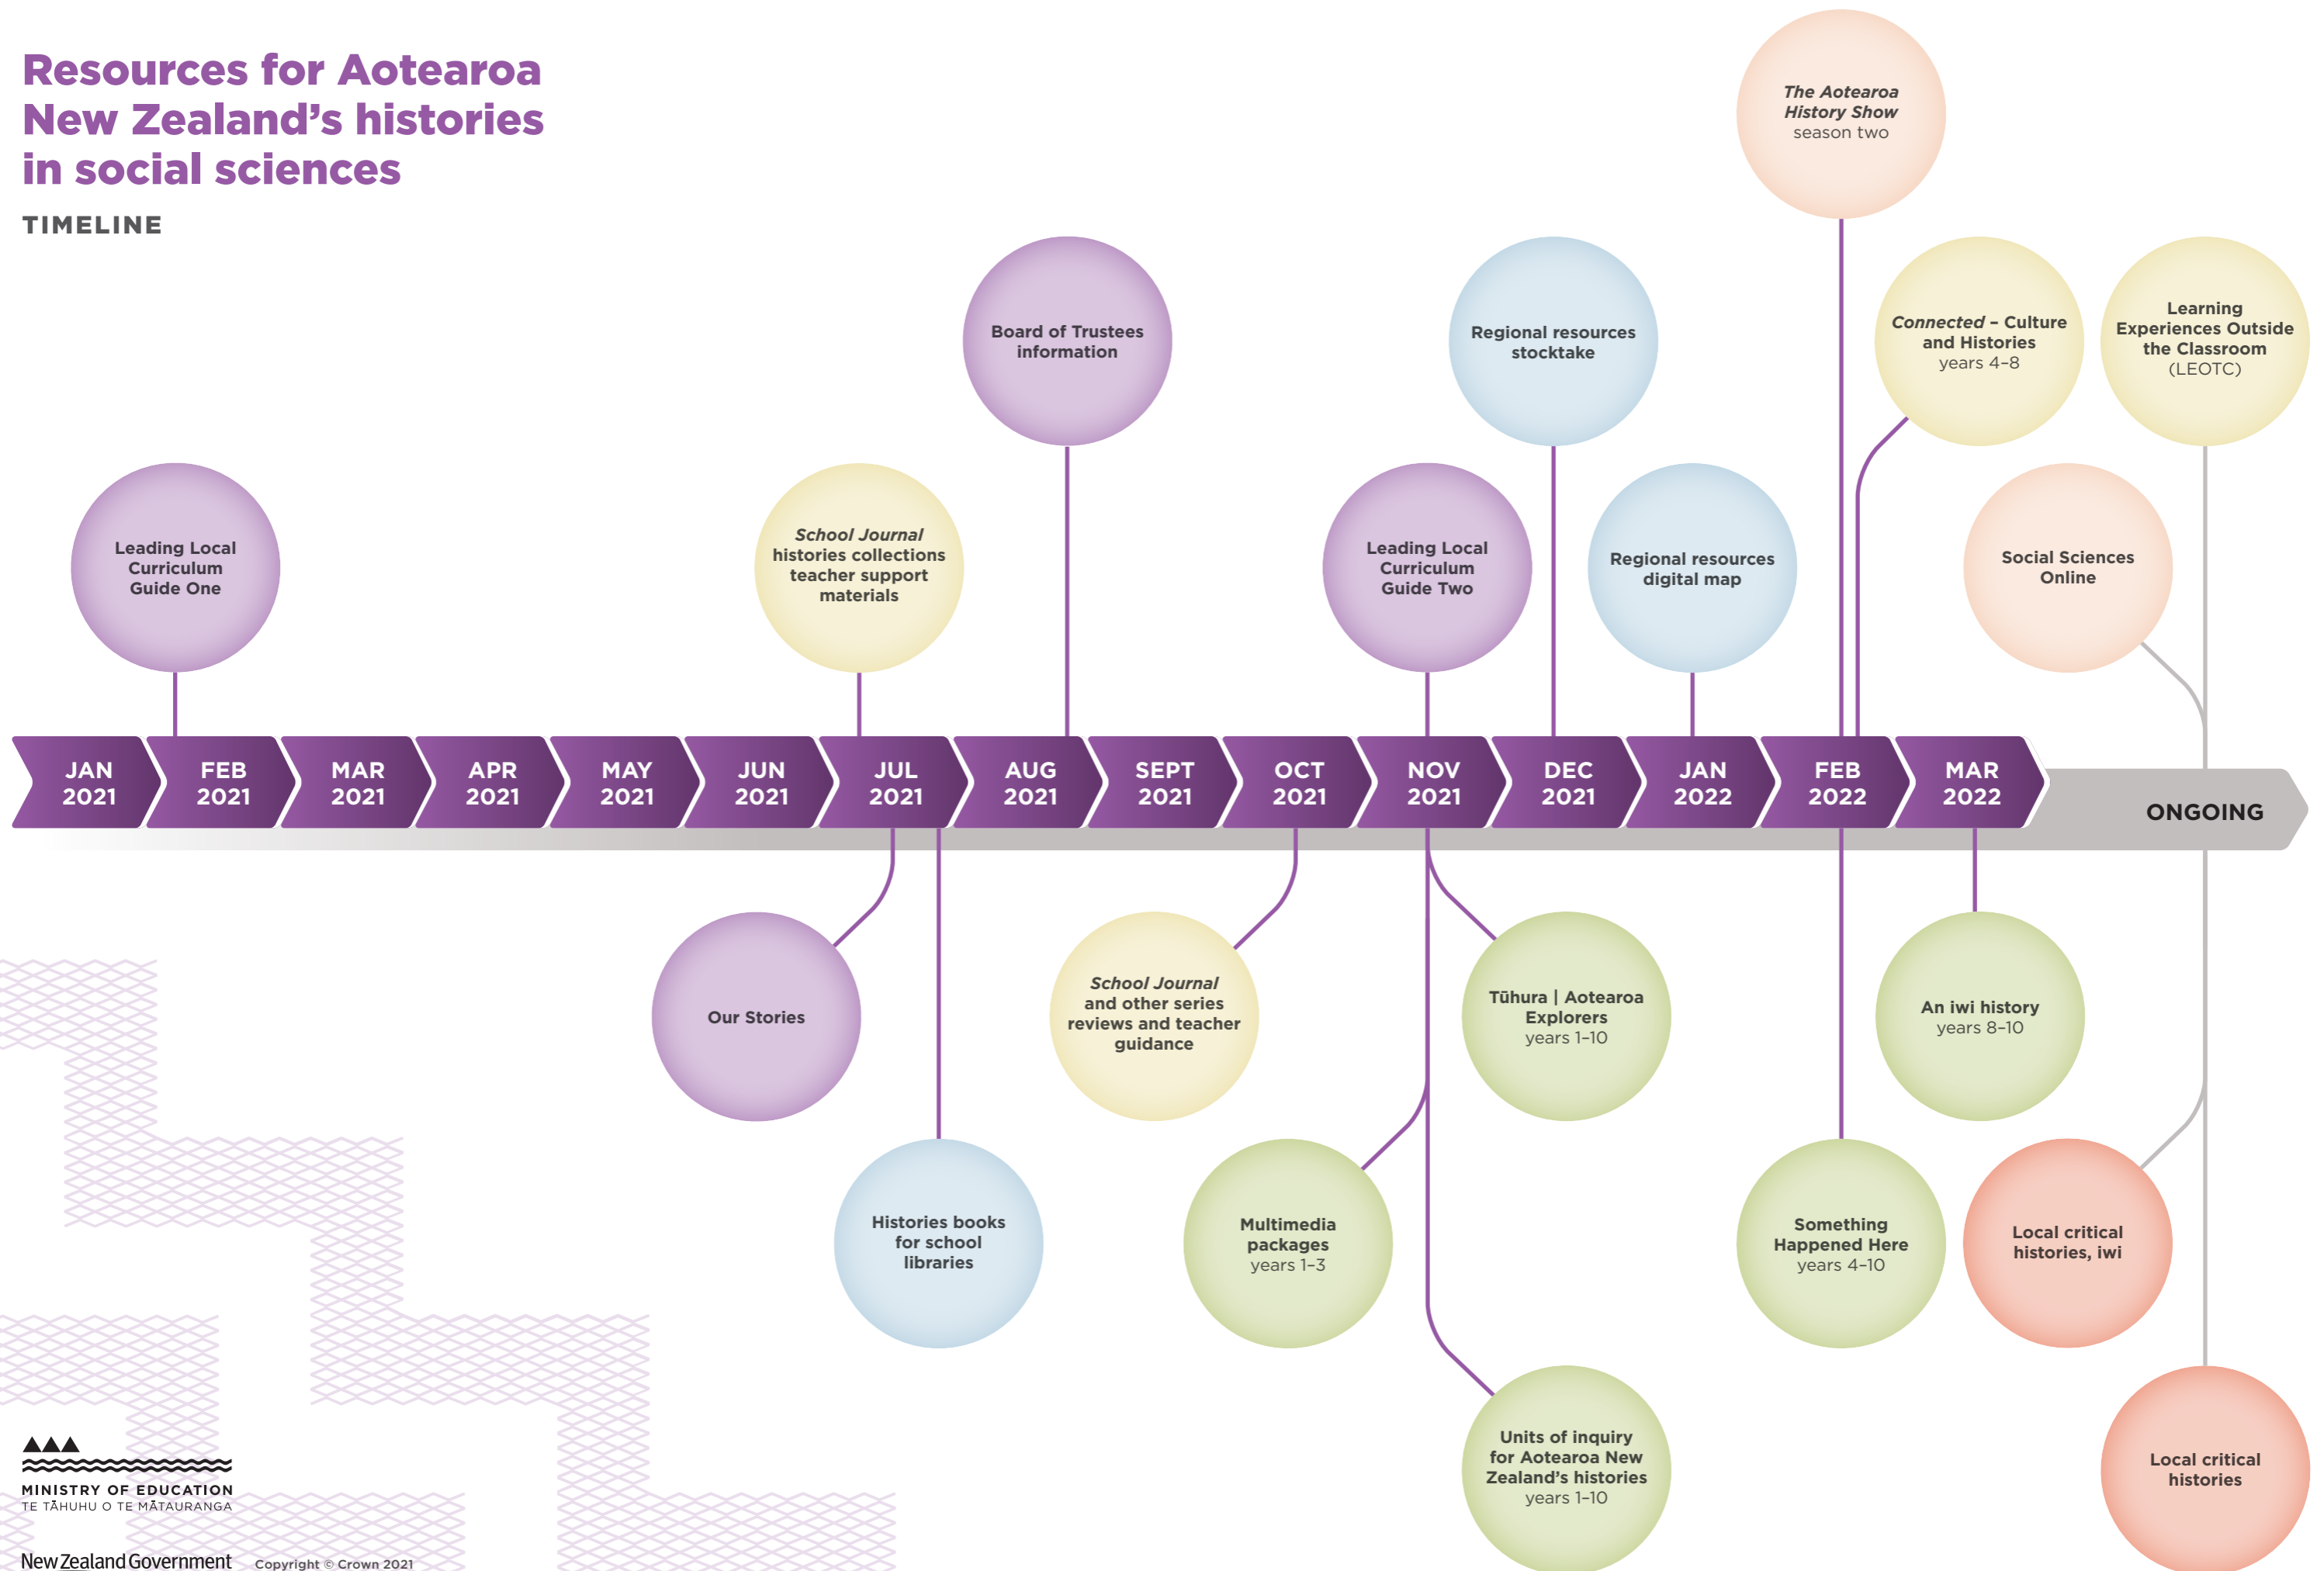 Resources for Aotearoa
New Zealand’s histories
in social sciences
TIMELINE
The Aotearoa
History Show
season two
Board of Trustees
information
Regional resources
stocktake
Connected – Culture
and Histories
years 4–8
Learning
Experiences Outside
the Classroom
(LEOTC)
Leading Local
Curriculum
Guide One
School Journal
histories collections
teacher support
materials
Leading Local
Curriculum
Guide Two
Regional resources
digital map
Social Sciences
Online
JAN
2021
FEB
2021
MAR
2021
APR
2021
MAY
2021
JUN
2021
JUL
2021
AUG
2021
SEPT
2021
OCT
2021
NOV
2021
DEC
2021
JAN
2022
FEB
2022
MAR
2022
ONGOING
Our Stories
School Journal
and other series
reviews and teacher
guidance
Tūhura | Aotearoa
Explorers
years 1–10
An iwi history
years 8–10
Histories books
for school
libraries
Multimedia
packages
years 1–3
Something
Happened Here
years 4–10
Local critical
histories, iwi
Units of inquiry
for Aotearoa New
Zealand’s histories
years 1–10
Local critical
histories
MINISTRY OF EDUCATION
TE TĀHUHU O TE MĀTAURANGA
New Zealand Government
Copyright © Crown 2021